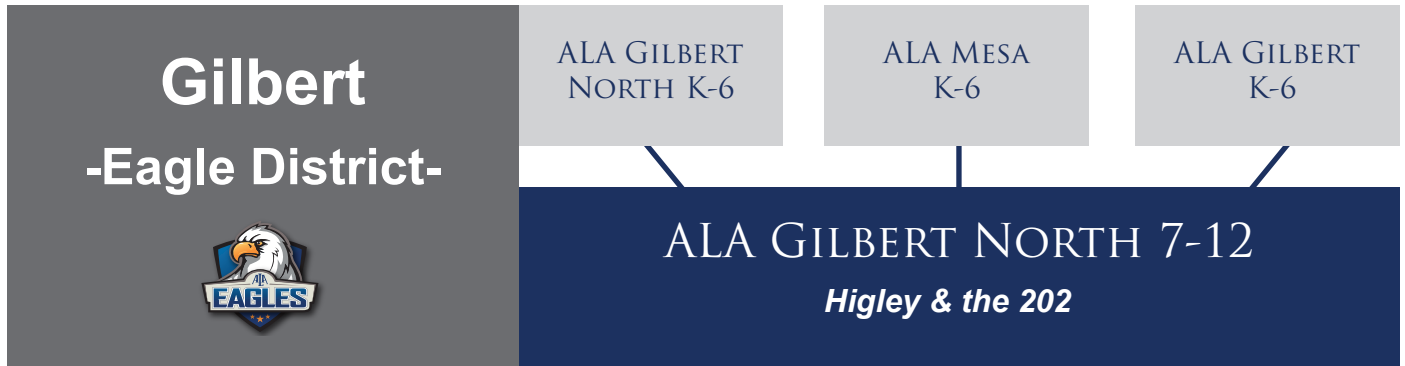 Gilbert
-Eagle District-
ALA
EAGLES
ALA GILBERT
NORTH K-6
ALA MESA
K-6
ALA GILBERT
K-6
ALA GILBERT NORTH 7-12
Higley & the 202